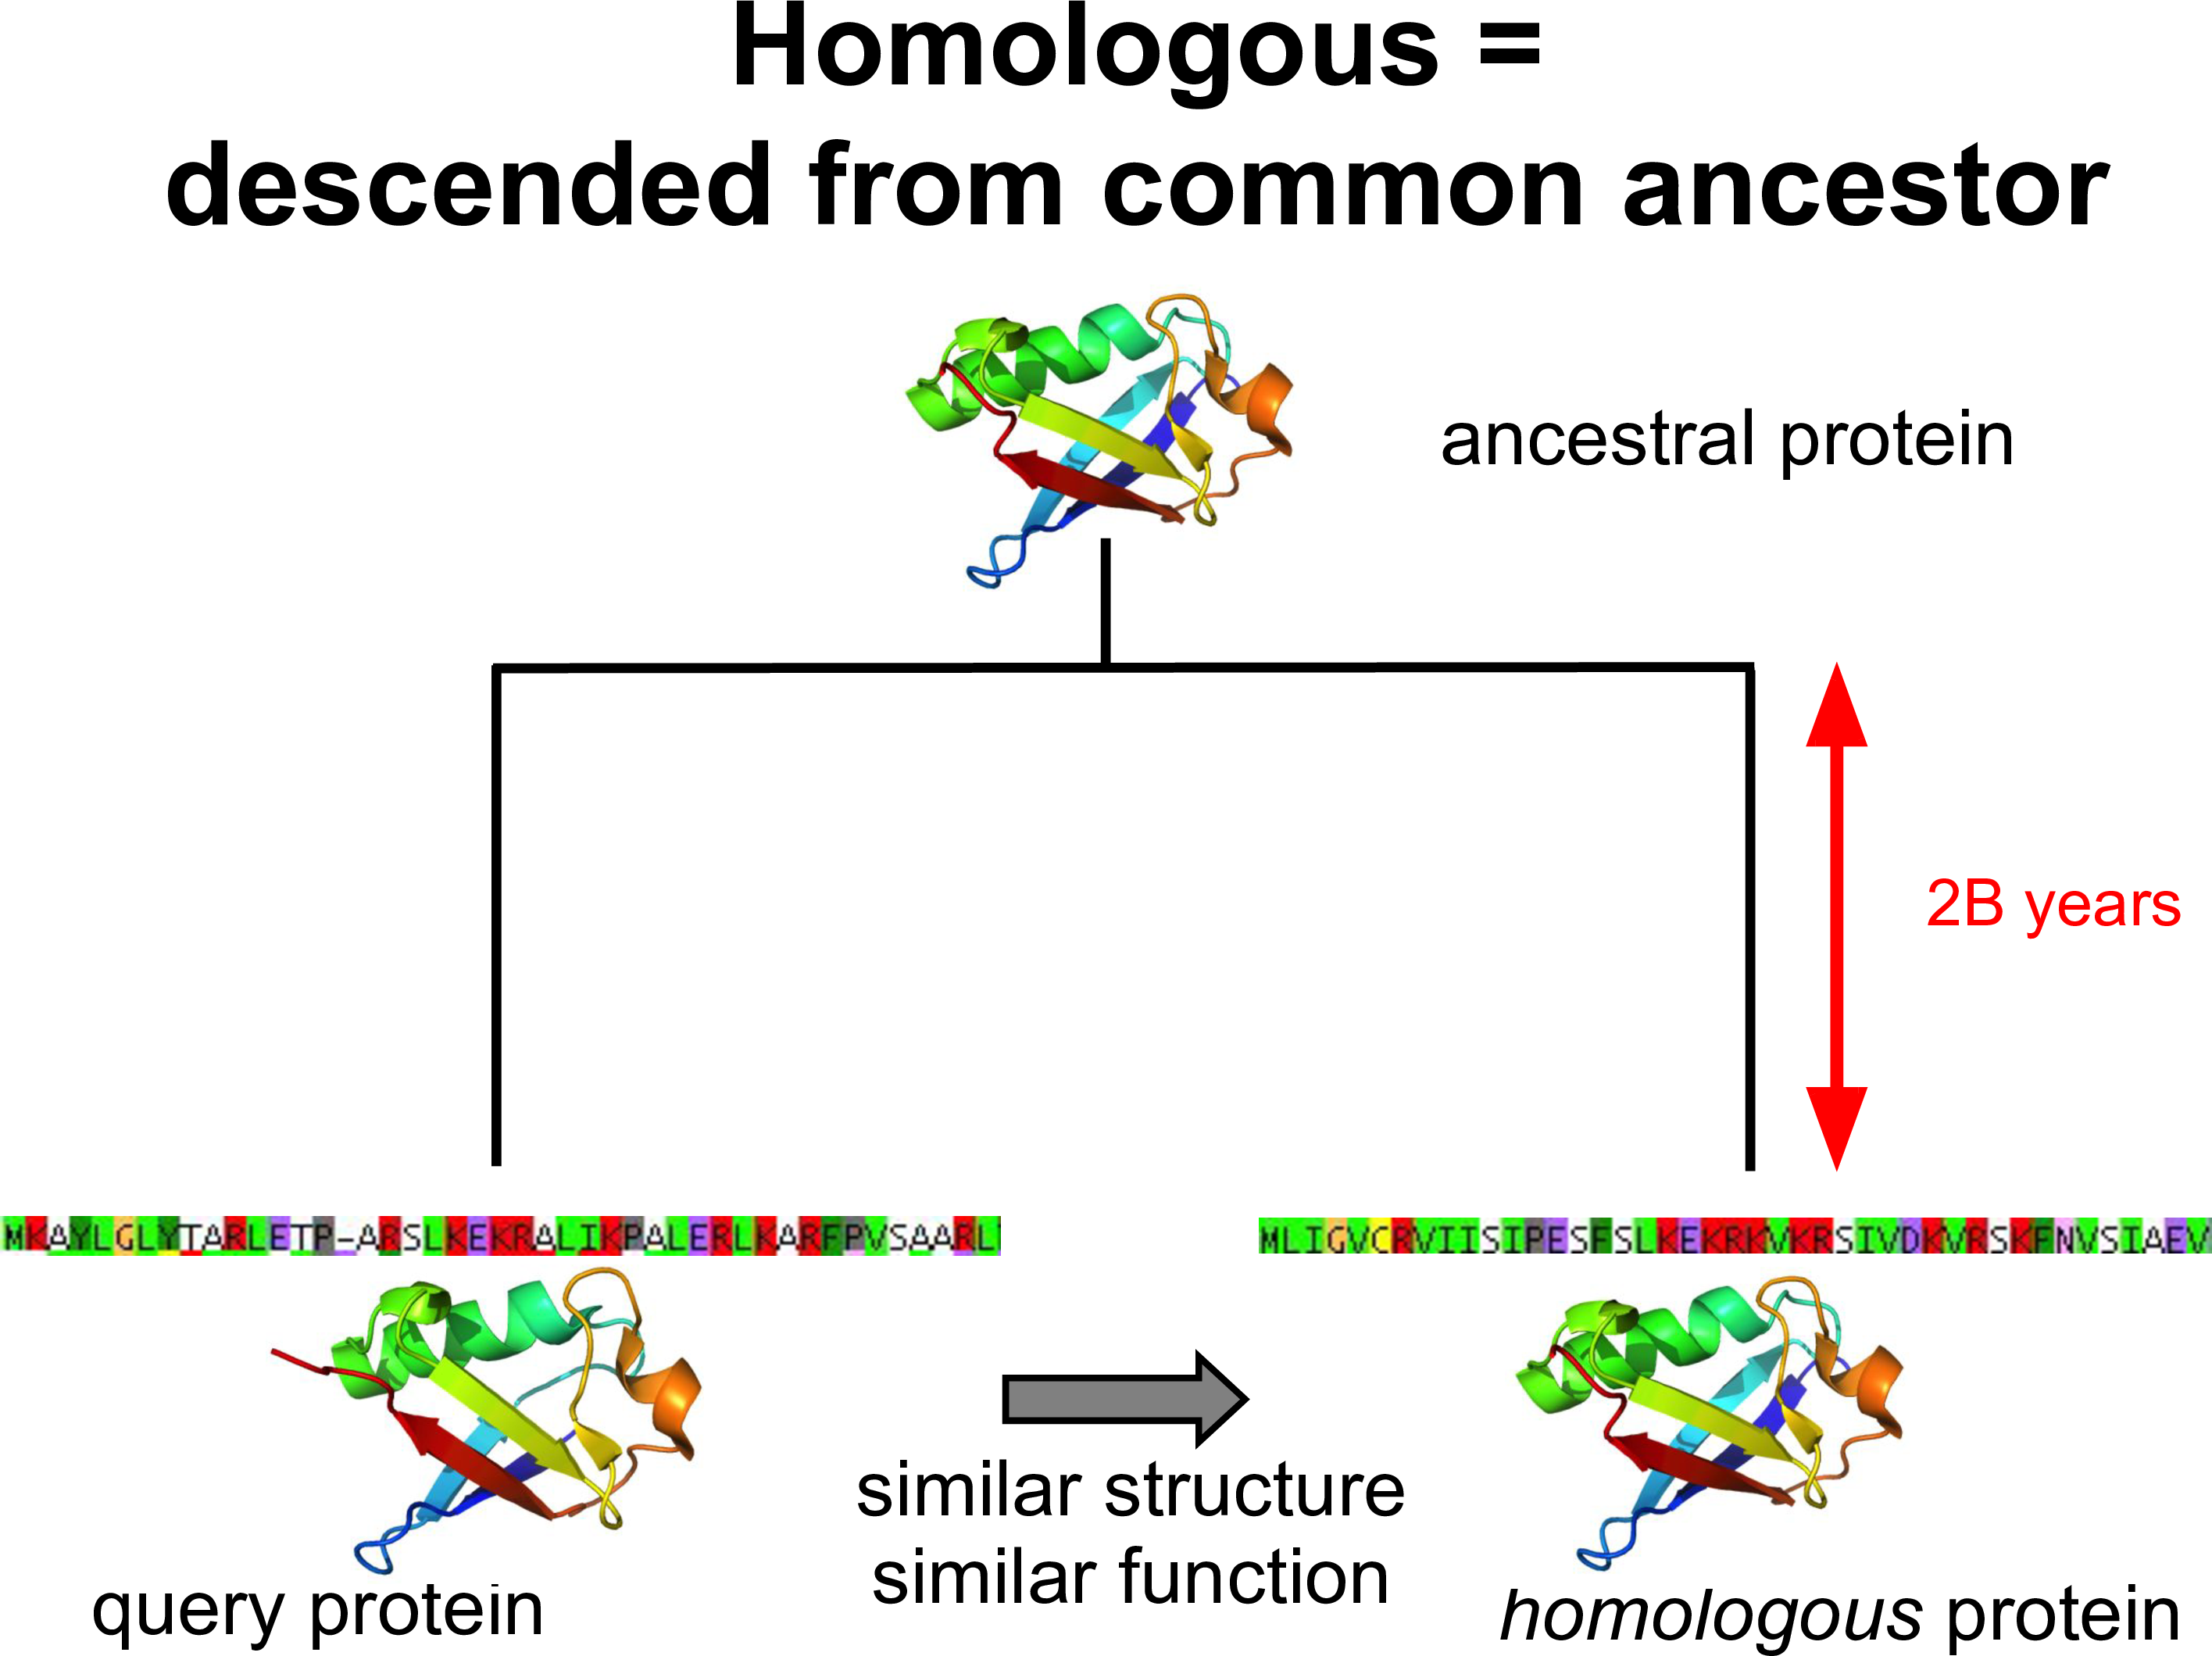 Homologous =
descended from common ancestor
ancestral protein
2B years
MKAYLGLYTARLETP-ARSLKEKRALIKPALERLKARFPVSAARL
MLIGVCRVIISIPESFSLKEKRKVKRSIVDKVRSKFNVSIAEV
similar structure
similar function
query protein
homologous protein